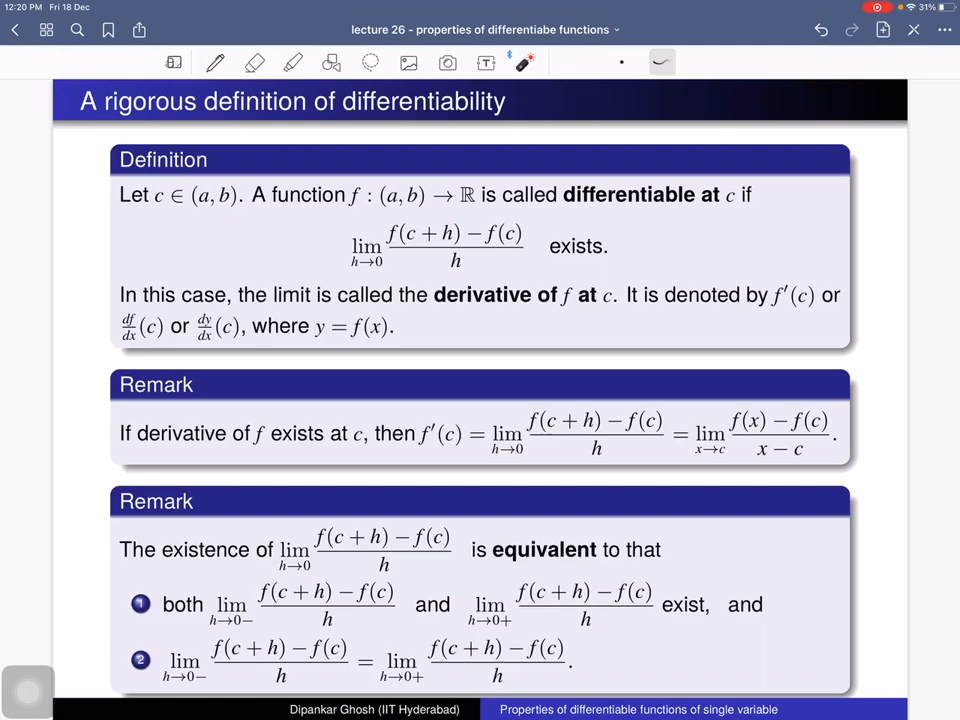 12:20 PM Fri 18 Dec
31%
lecture 26 - properties of differentiabe functions
A rigorous definition of differentiability
Definition
Let c ∈ (a, b). A function f : (a, b) → ℝ is called differentiable at c if
lim_{h→0} (f(c + h) − f(c))/h exists.
In this case, the limit is called the derivative of f at c. It is denoted by f′(c) or
df/dx (c) or dy/dx (c), where y = f(x).
Remark
If derivative of f exists at c, then f′(c) = lim_{h→0} (f(c + h) − f(c))/h = lim_{x→c} (f(x) − f(c))/(x − c).
Remark
The existence of lim_{h→0} (f(c + h) − f(c))/h is equivalent to that
1 both lim_{h→0−} (f(c + h) − f(c))/h and lim_{h→0+} (f(c + h) − f(c))/h exist, and
2 lim_{h→0−} (f(c + h) − f(c))/h = lim_{h→0+} (f(c + h) − f(c))/h.
Dipankar Ghosh (IIT Hyderabad) Properties of differentiable functions of single variable